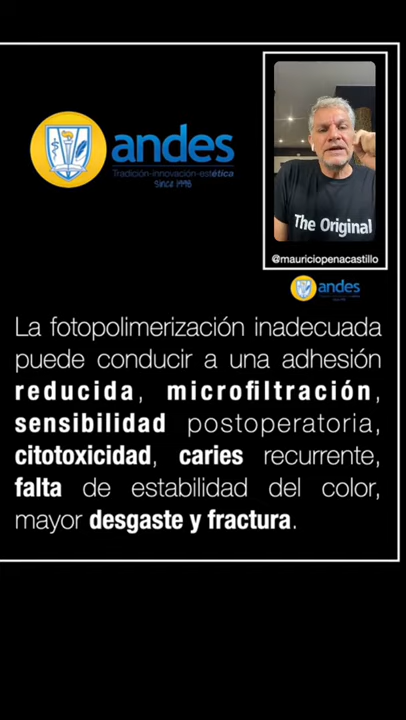 andes
Tradición-innovación-estética
Since 1996
The Original
@mauriciopenacastillo
andes
La fotopolimerización inadecuada
puede conducir a una adhesión
reducida, microfiltración,
sensibilidad postoperatoria,
citotoxicidad, caries recurrente,
falta de estabilidad del color,
mayor desgaste y fractura.